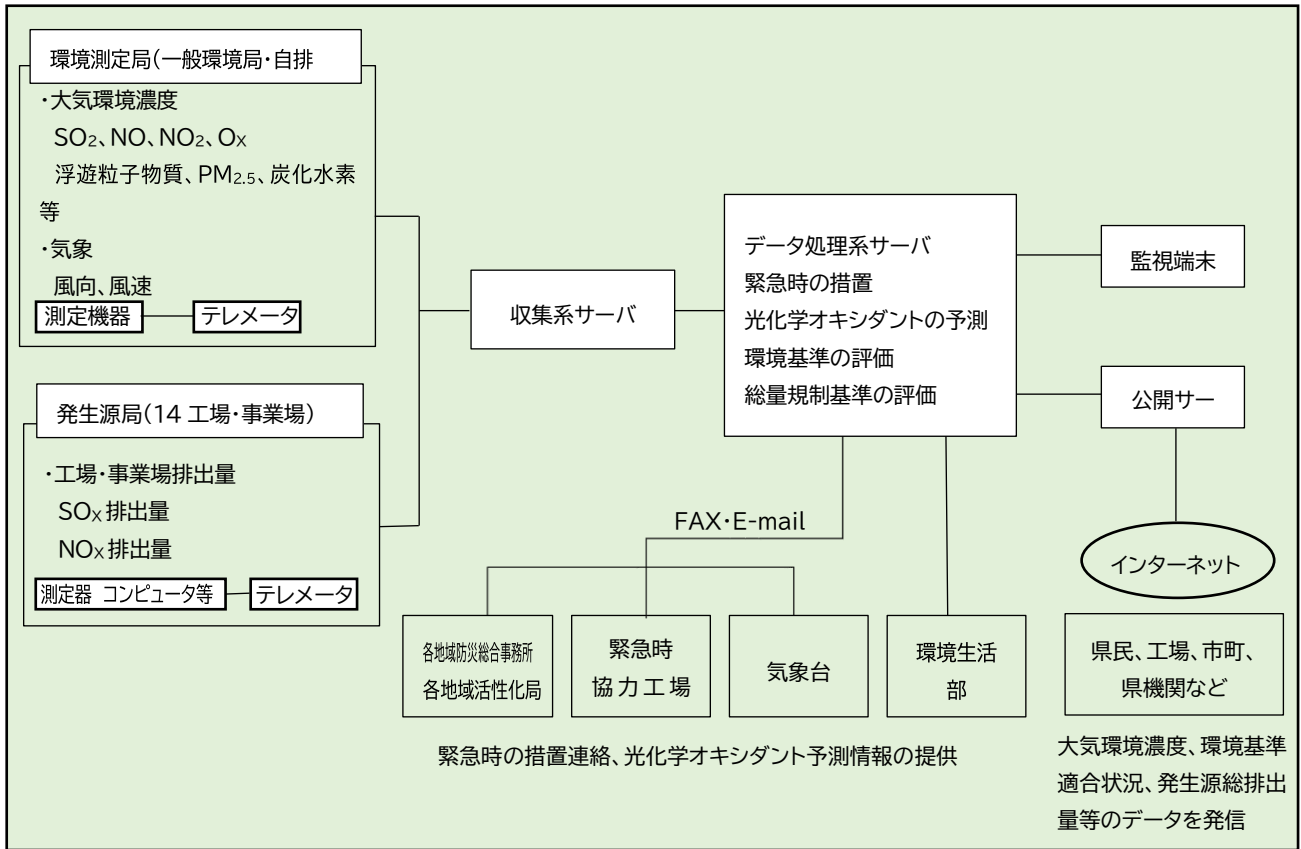 環境測定局(一般環境局・自排
・大気環境濃度
SO2、NO、NO2、OX
浮遊粒子物質、PM2.5、炭化水素
等
・気象
風向、風速
測定機器
テレメータ
発生源局(14 工場・事業場)
・工場・事業場排出量
SOX 排出量
NOX 排出量
測定器 コンピュータ等
テレメータ
収集系サーバ
データ処理系サーバ
緊急時の措置
光化学オキシダントの予測
環境基準の評価
総量規制基準の評価
監視端末
公開サー
インターネット
FAX・E-mail
各地域防災総合事務所
各地域活性化局
緊急時
協力工場
気象台
環境生活
部
県民、工場、市町、
県機関など
緊急時の措置連絡、光化学オキシダント予測情報の提供
大気環境濃度、環境基準
適合状況、発生源総排出
量等のデータを発信